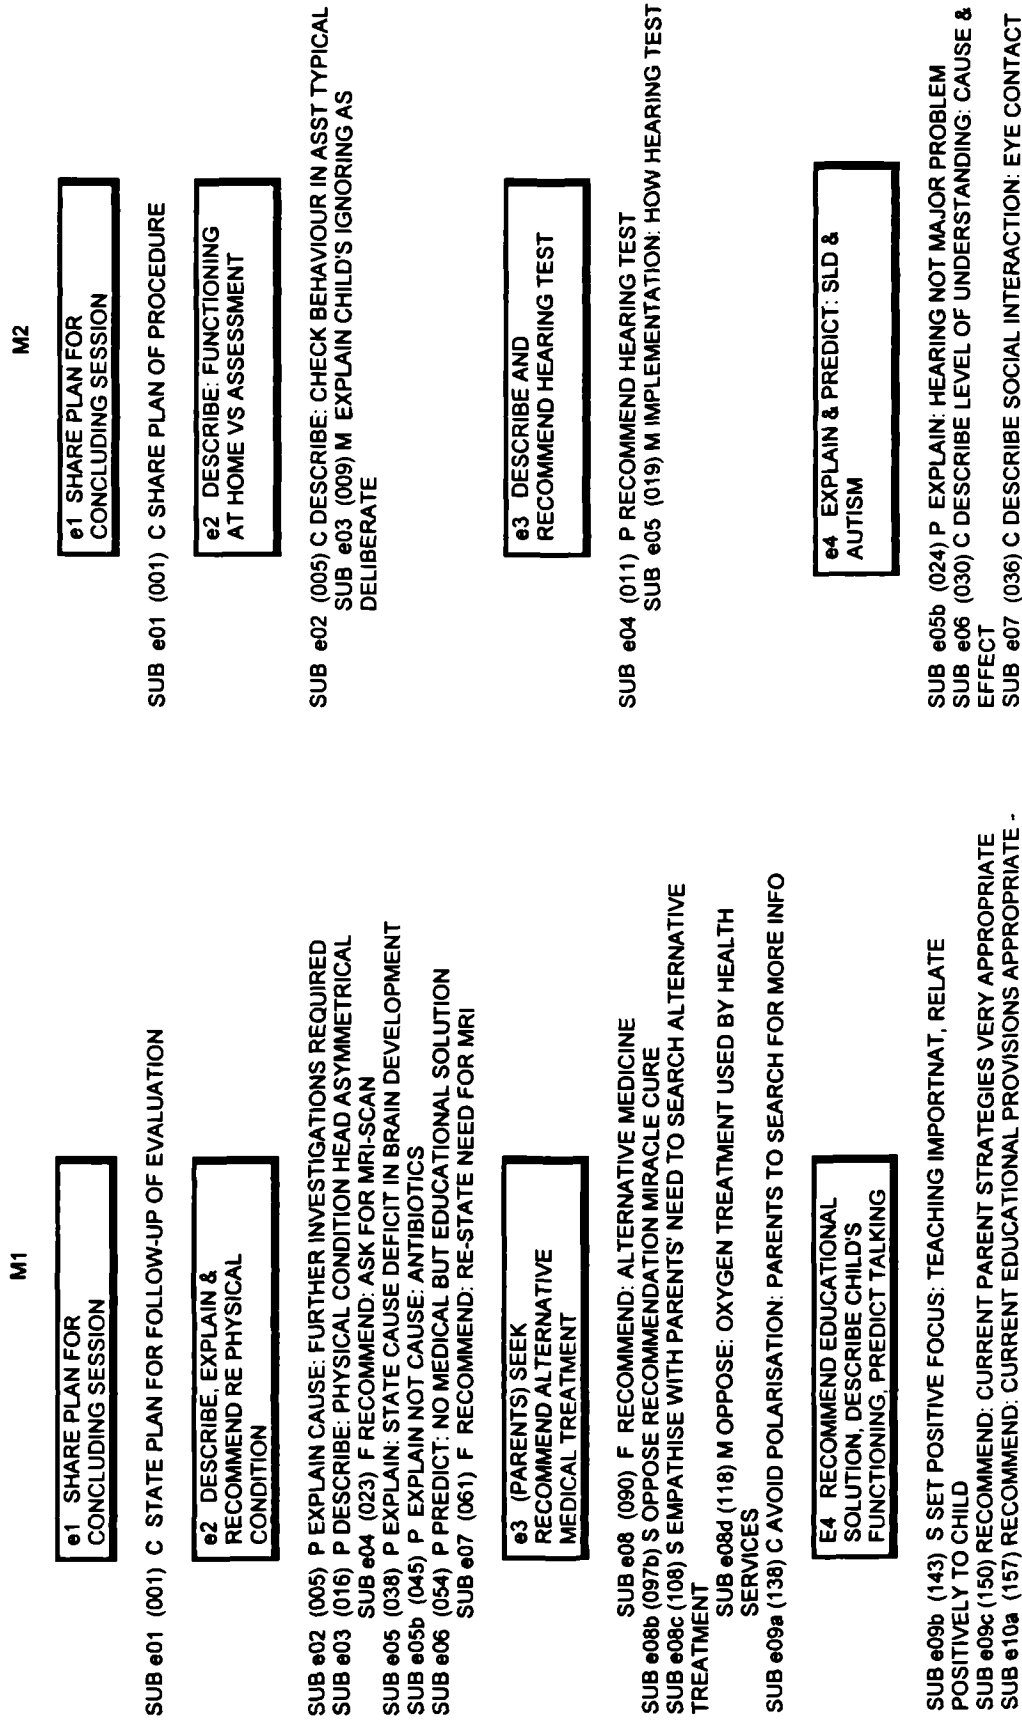 M1
e1 SHARE PLAN FOR
CONCLUDING SESSION
SUB e01 (001) C STATE PLAN FOR FOLLOW-UP OF EVALUATION
e2 DESCRIBE, EXPLAIN &
RECOMMEND RE PHYSICAL
CONDITION
SUB e02 (005) P EXPLAIN CAUSE: FURTHER INVESTIGATIONS REQUIRED
SUB e03 (016) P DESCRIBE: PHYSICAL CONDITION HEAD ASYMMETRICAL
SUB e04 (023) F RECOMMEND: ASK FOR MRI-SCAN
SUB e05 (038) P EXPLAIN: STATE CAUSE DEFICIT IN BRAIN DEVELOPMENT
SUB e05b (045) P EXPLAIN NOT CAUSE: ANTIBIOTICS
SUB e06 (054) P PREDICT: NO MEDICAL BUT EDUCATIONAL SOLUTION
SUB e07 (061) F RECOMMEND: RE-STATE NEED FOR MRI
e3 (PARENTS) SEEK
RECOMMEND ALTERNATIVE
MEDICAL TREATMENT
SUB e08 (090) F RECOMMEND: ALTERNATIVE MEDICINE
SUB e08b (097b) S OPPOSE RECOMMENDATION MIRACLE CURE
SUB e08c (108) S EMPATHISE WITH PARENTS' NEED TO SEARCH ALTERNATIVE
TREATMENT
SUB e08d (118) M OPPOSE: OXYGEN TREATMENT USED BY HEALTH
SERVICES
SUB e09a (138) C AVOID POLARISATION: PARENTS TO SEARCH FOR MORE INFO
E4 RECOMMEND EDUCATIONAL
SOLUTION, DESCRIBE CHILD'S
FUNCTIONING, PREDICT TALKING
SUB e09b (143) S SET POSITIVE FOCUS: TEACHING IMPORTNAT, RELATE
POSITIVELY TO CHILD
SUB e09c (150) RECOMMEND: CURRENT PARENT STRATEGIES VERY APPROPRIATE
SUB e10a (157) RECOMMEND: CURRENT EDUCATIONAL PROVISIONS APPROPRIATE -
M2
e1 SHARE PLAN FOR
CONCLUDING SESSION
SUB e01 (001) C SHARE PLAN OF PROCEDURE
e2 DESCRIBE: FUNCTIONING
AT HOME VS ASSESSMENT
SUB e02 (005) C DESCRIBE: CHECK BEHAVIOUR IN ASST TYPICAL
SUB e03 (009) M EXPLAIN CHILD'S IGNORING AS
DELIBERATE
e3 DESCRIBE AND
RECOMMEND HEARING TEST
SUB e04 (011) P RECOMMEND HEARING TEST
SUB e05 (019) M IMPLEMENTATION: HOW HEARING TEST
e4 EXPLAIN & PREDICT: SLD &
AUTISM
SUB e05b (024) P EXPLAIN: HEARING NOT MAJOR PROBLEM
SUB e06 (030) C DESCRIBE LEVEL OF UNDERSTANDING: CAUSE &
EFFECT
SUB e07 (036) C DESCRIBE SOCIAL INTERACTION: EYE CONTACT